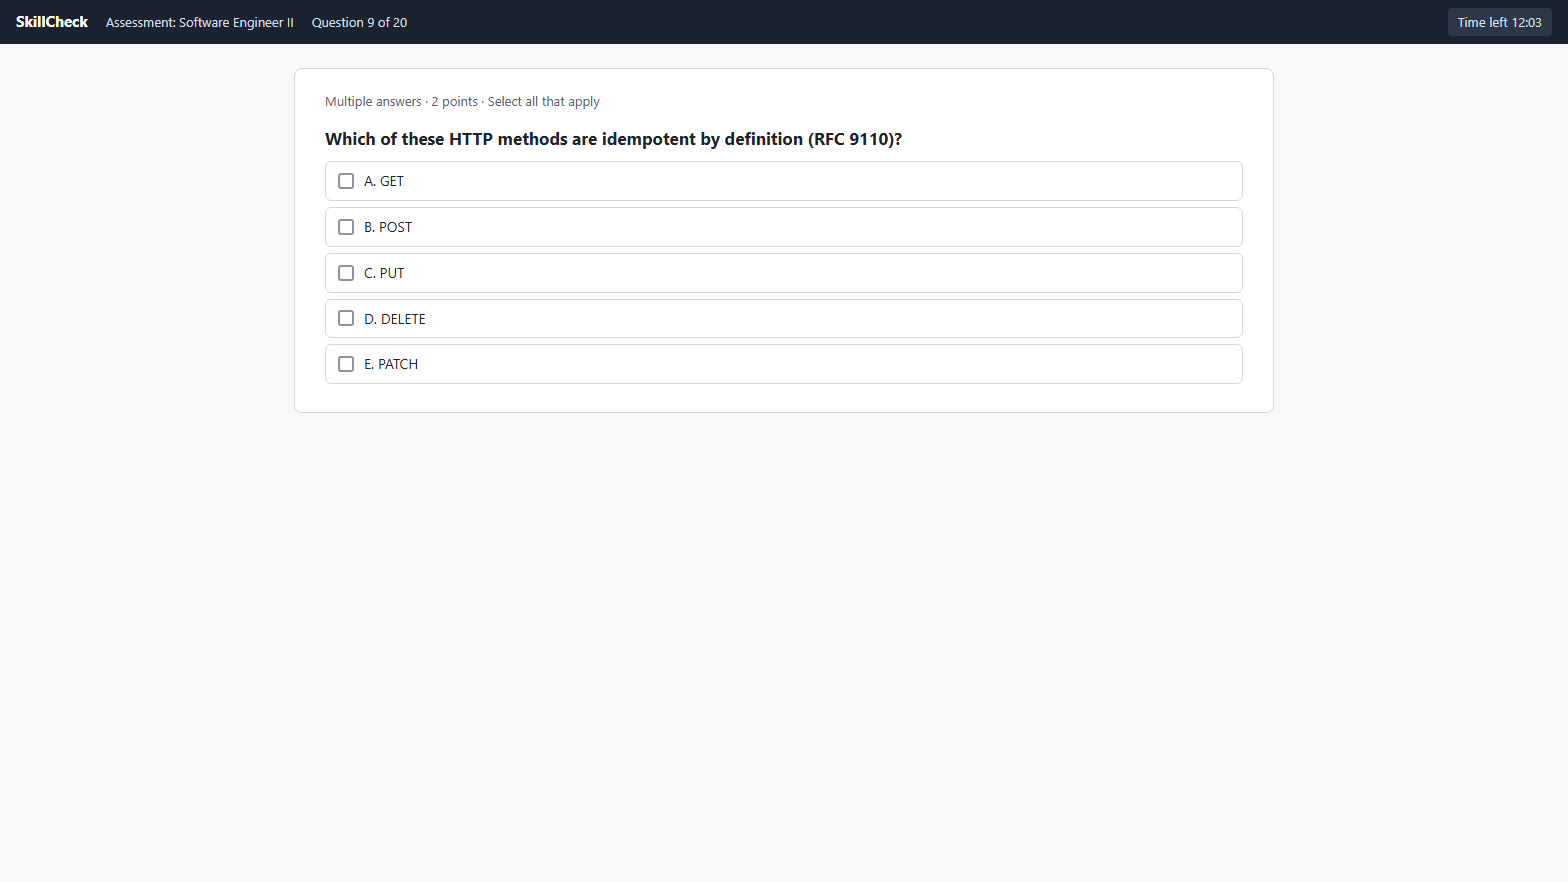 SkillCheck Assessment: Software Engineer II Question 9 of 20 Time left 12:03
Multiple answers · 2 points · Select all that apply
Which of these HTTP methods are idempotent by definition (RFC 9110)?
A. GET
B. POST
C. PUT
D. DELETE
E. PATCH